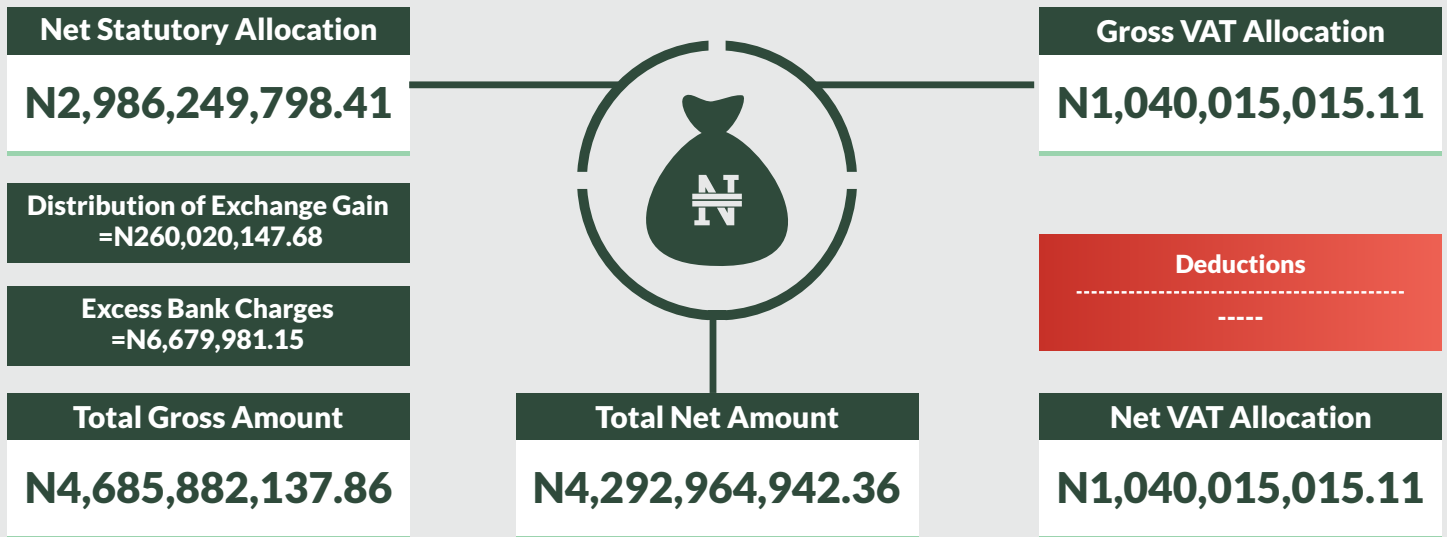 Net Statutory Allocation
N2,986,249,798.41
Distribution of Exchange Gain
=N260,020,147.68
Excess Bank Charges
=N6,679,981.15
Total Gross Amount
N4,685,882,137.86
₦
Total Net Amount
N4,292,964,942.36
Gross VAT Allocation
N1,040,015,015.11
Deductions
--------------------------------------------
-----
Net VAT Allocation
N1,040,015,015.11